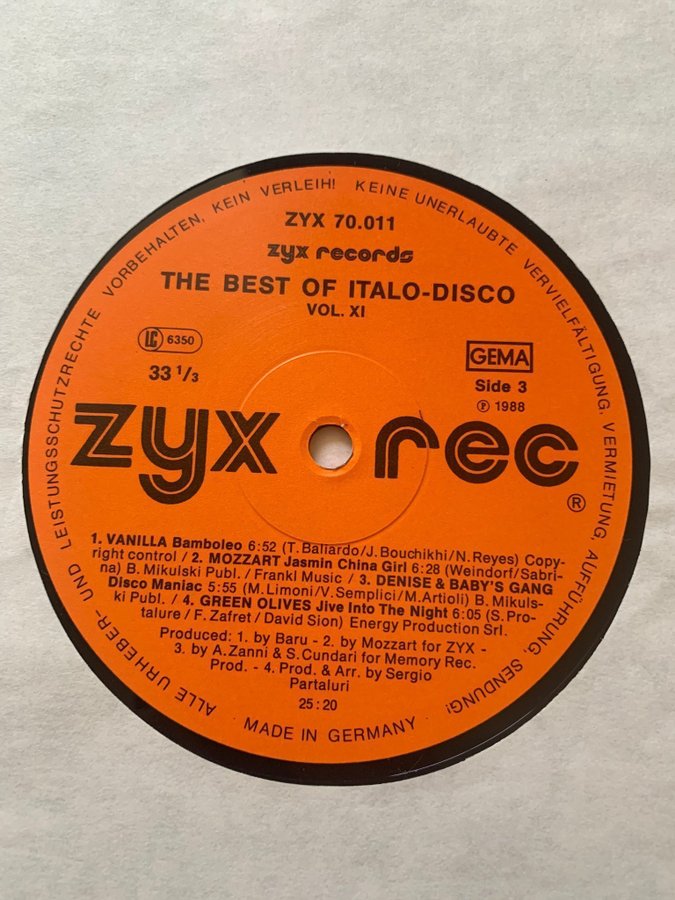 ALLE URHEBER- UND LEISTUNGSSCHUTZRECHTE VORBEHALTEN, KEIN VERLEIH! KEINE UNERLAUBTE VERVIELFÄLTIGUNG, VERMIETUNG, AUFFÜHRUNG, SENDUNG!
ZYX 70.011
zyx records
THE BEST OF ITALO-DISCO
VOL. XI
LC 6350
GEMA
33 1/3
Side 3
℗ 1988
zyx rec
®
1. VANILLA Bamboleo 6:52 (T. Baliardo/J. Bouchikhi/N. Reyes) Copy-
right control / 2. MOZZART Jasmin China Girl 6:28 (Weindorf/Sabri-
na) B. Mikulski Publ. / Frankl Music / 3. DENISE & BABY'S GANG
Disco Maniac 5:55 (M. Limoni/V. Semplici/M. Artioli) B. Mikuls-
ki Publ./ 4. GREEN OLIVES Jive Into The Night 6:05 (S. Pro-
talure / F. Zafret / David Sion) Energy Production Srl.
Produced: 1. by Baru - 2. by Mozzart for ZYX -
3. by A. Zanni & S. Cundari for Memory Rec.
Prod. - 4. Prod. & Arr. by Sergio
Partaluri
25:20
MADE IN GERMANY